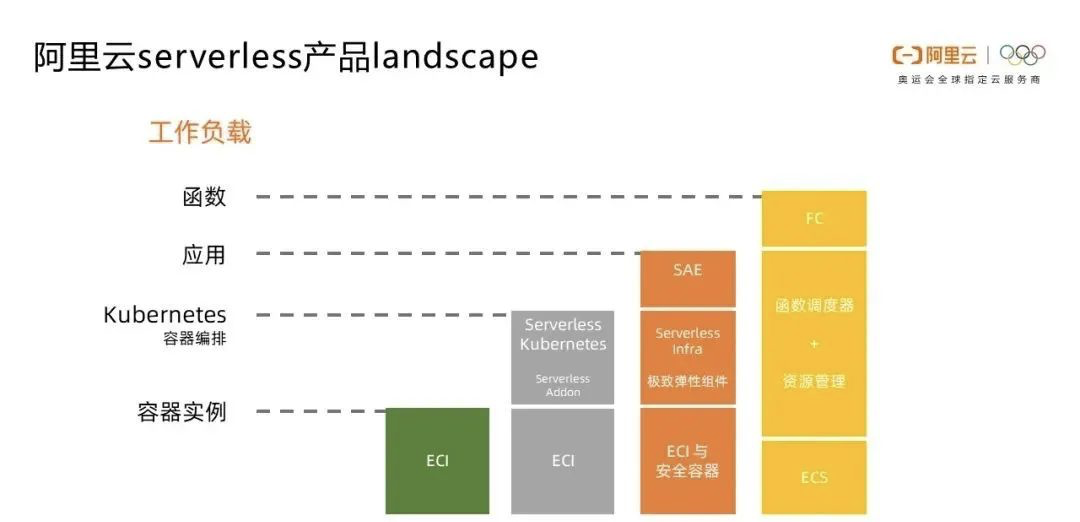 阿里云serverless产品landscape
阿里云
奥运会全球指定云服务商
工作负载
函数
FC
应用
SAE
函数调度器
+
资源管理
Kubernetes
容器编排
Serverless
Kubernetes
Serverless
Addon
Serverless
Infra
极致弹性组件
容器实例
ECI
ECI
ECI 与
安全容器
ECS